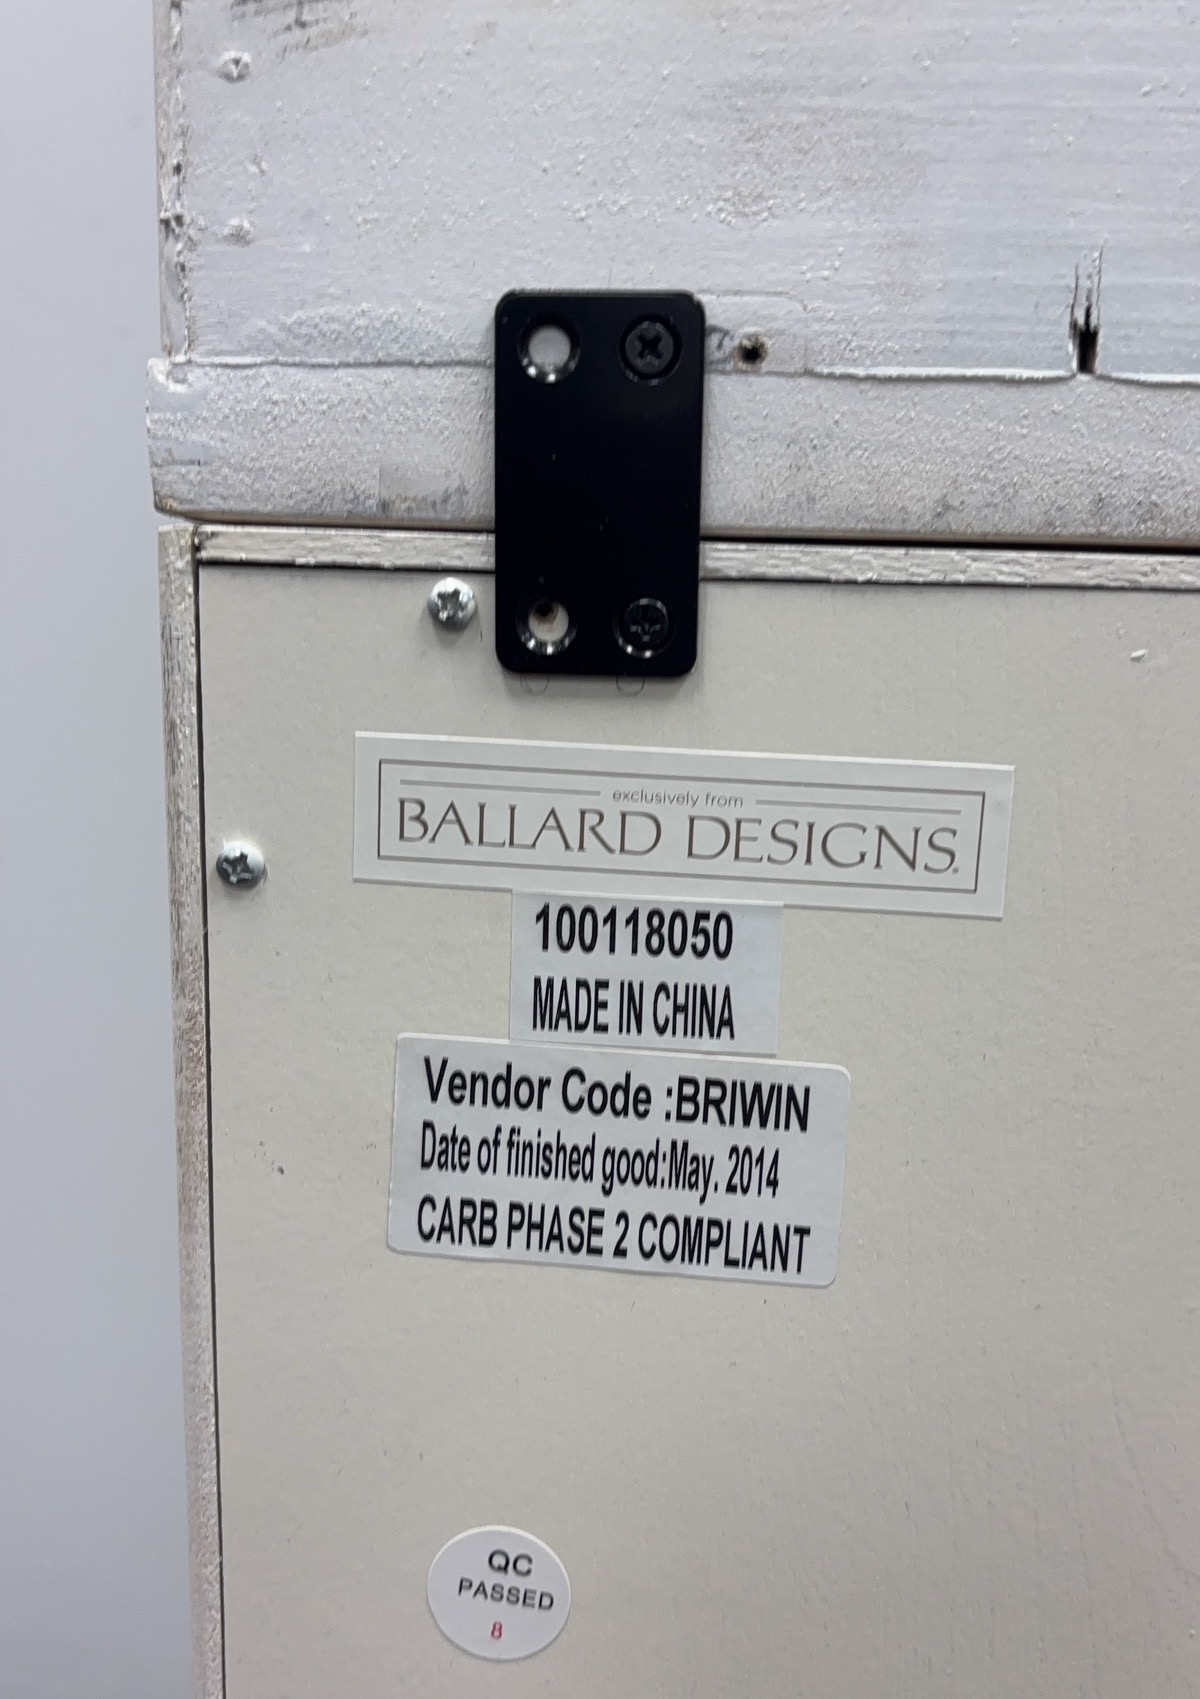 exclusively from
BALLARD DESIGNS.
100118050
MADE IN CHINA
Vendor Code :BRIWIN
Date of finished good:May. 2014
CARB PHASE 2 COMPLIANT
QC
PASSED
8